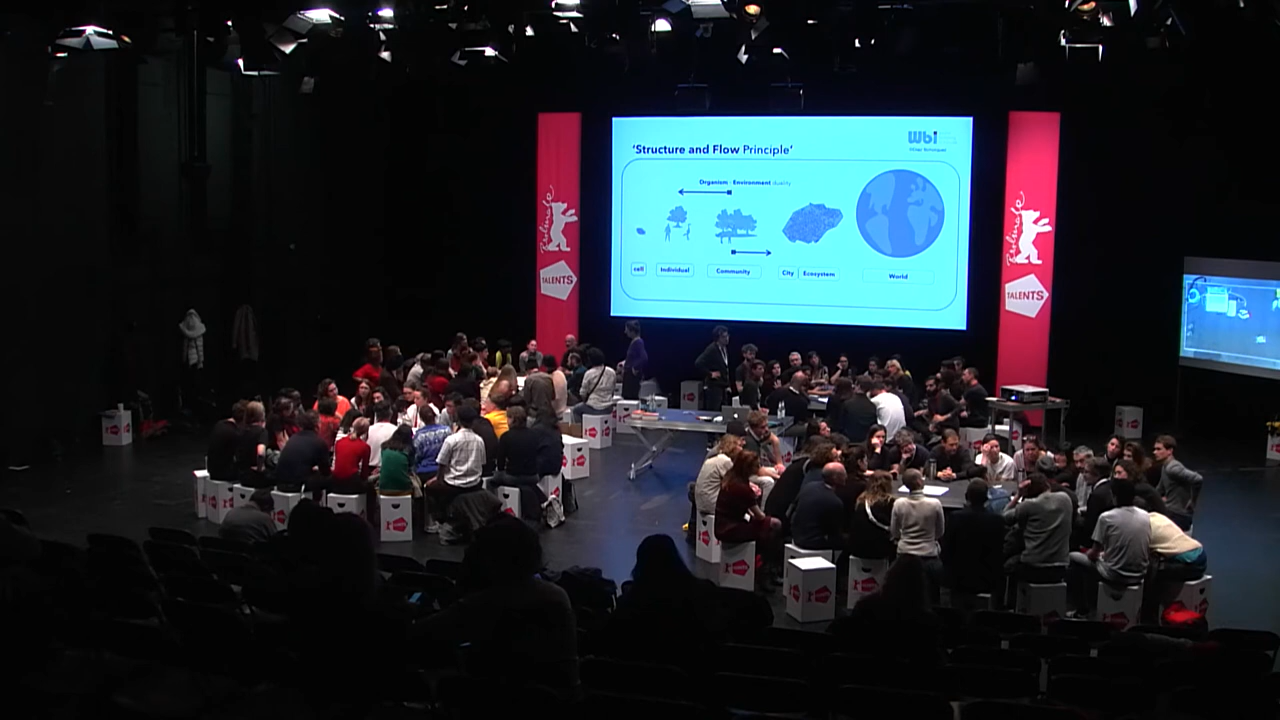 'Structure and Flow Principle'
Wbi
Organism - Environment duality
cell
Individual
Community
City
Ecosystem
World
Berlinale
TALENTS
Berlinale
TALENTS